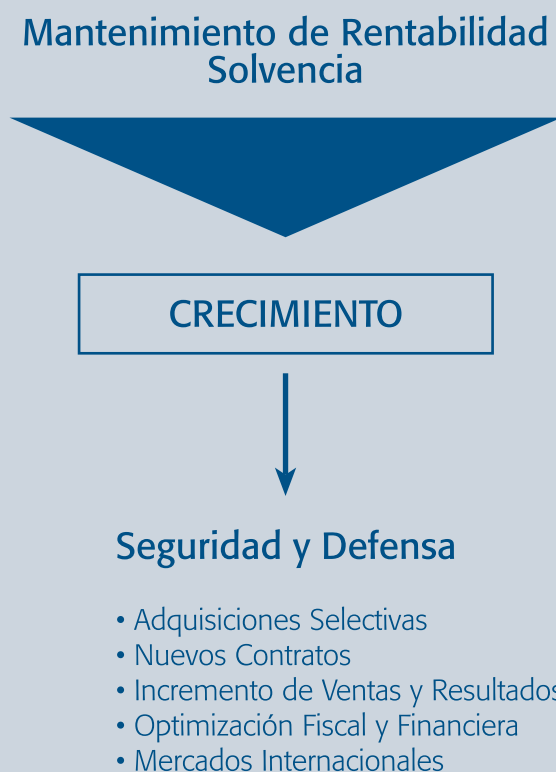 Mantenimiento de Rentabilidad
Solvencia
CRECIMIENTO
Seguridad y Defensa
• Adquisiciones Selectivas
• Nuevos Contratos
• Incremento de Ventas y Resultados
• Optimización Fiscal y Financiera
• Mercados Internacionales